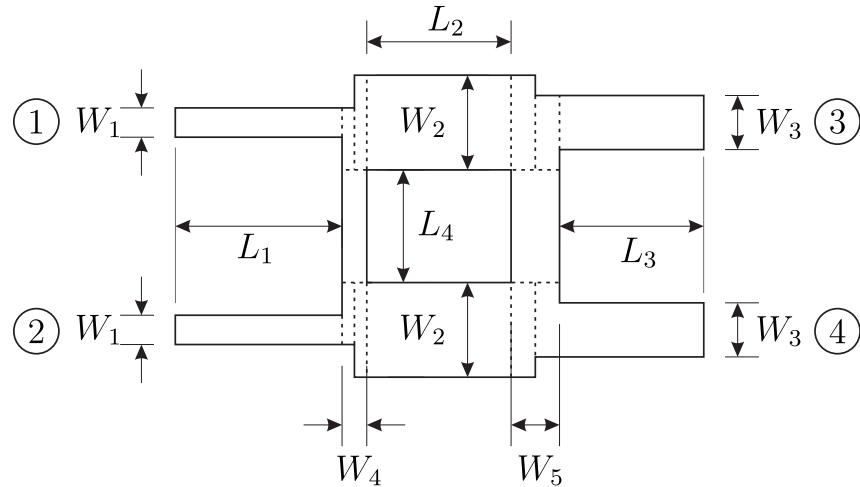 L₂
① W₁ W₂ W₃ ③
L₁ L₄ L₃
② W₁ W₂ W₃ ④
W₄ W₅